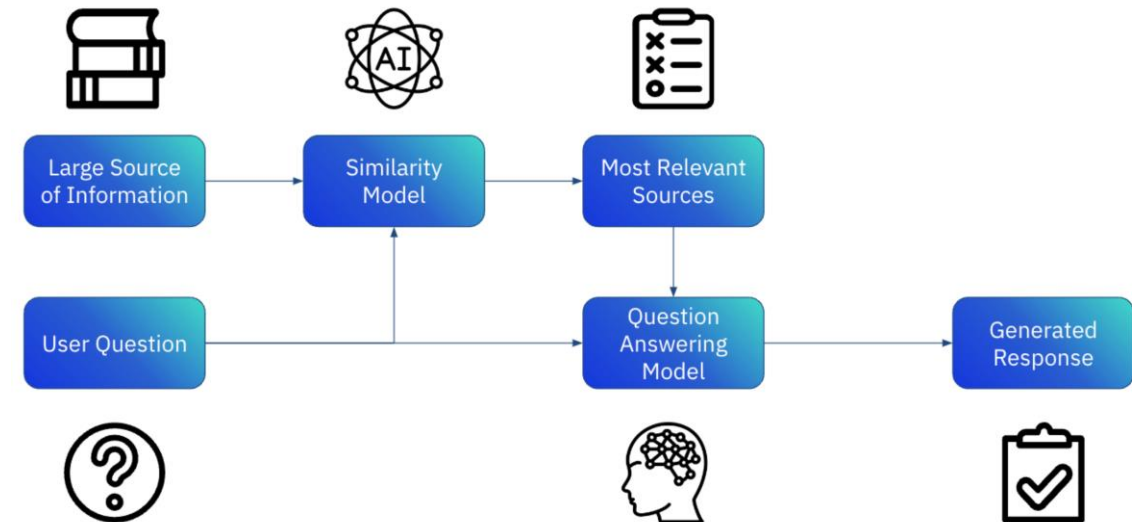 AI
Large Source
of Information
Similarity
Model
Most Relevant
Sources
User Question
Question
Answering
Model
Generated
Response